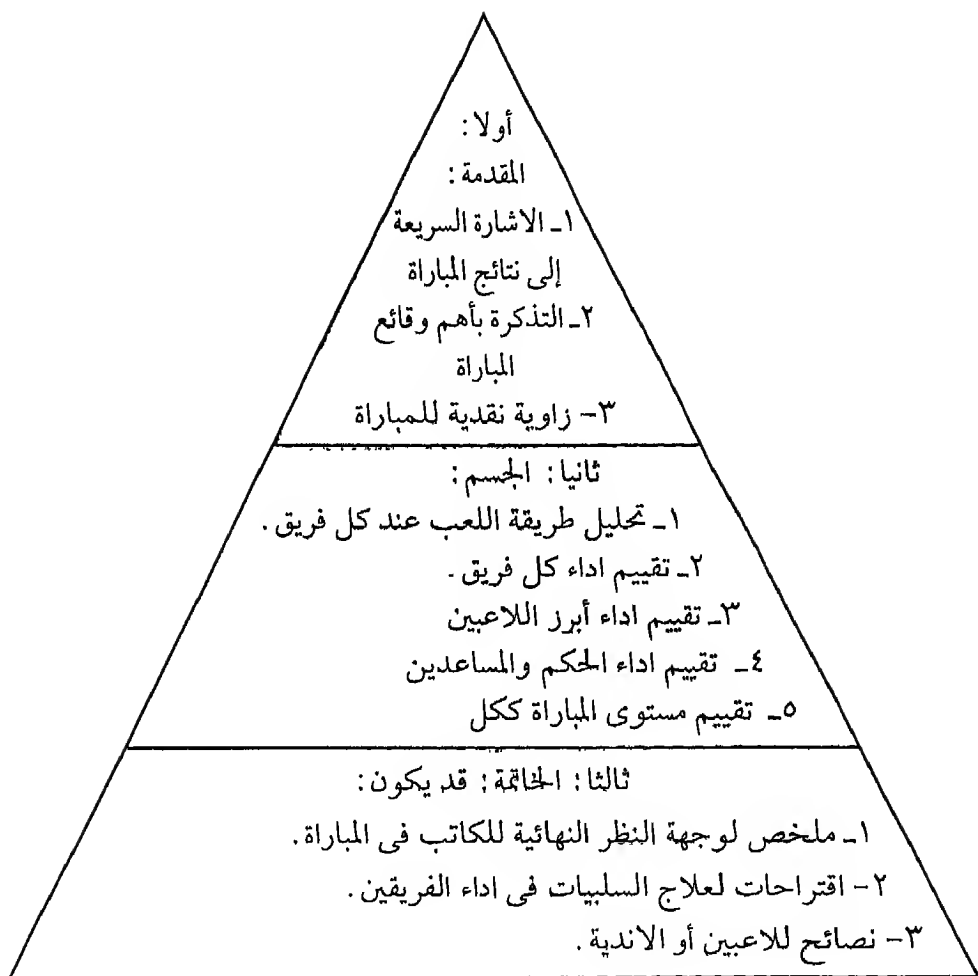 أولا :
المقدمة :
١ـ الاشارة السريعة
إلى نتائج المباراة
٢ـ التذكرة بأهم وقائع
المباراة
٣- زاوية نقدية للمباراة
ثانيا : الجسم :
١ـ تحليل طريقة اللعب عند كل فريق .
٢ـ تقييم اداء كل فريق .
٣ـ تقييم اداء أبرز اللاعبين
٤ـ تقييم اداء الحكم والمساعدين
٥ـ تقييم مستوى المباراة ككل
ثالثا : الخاتمة : قد يكون :
١ـ ملخص لوجهة النظر النهائية للكاتب فى المباراة .
٢- اقتراحات لعلاج السلبيات فى اداء الفريقين .
٣- نصائح للاعبين أو الاندية .